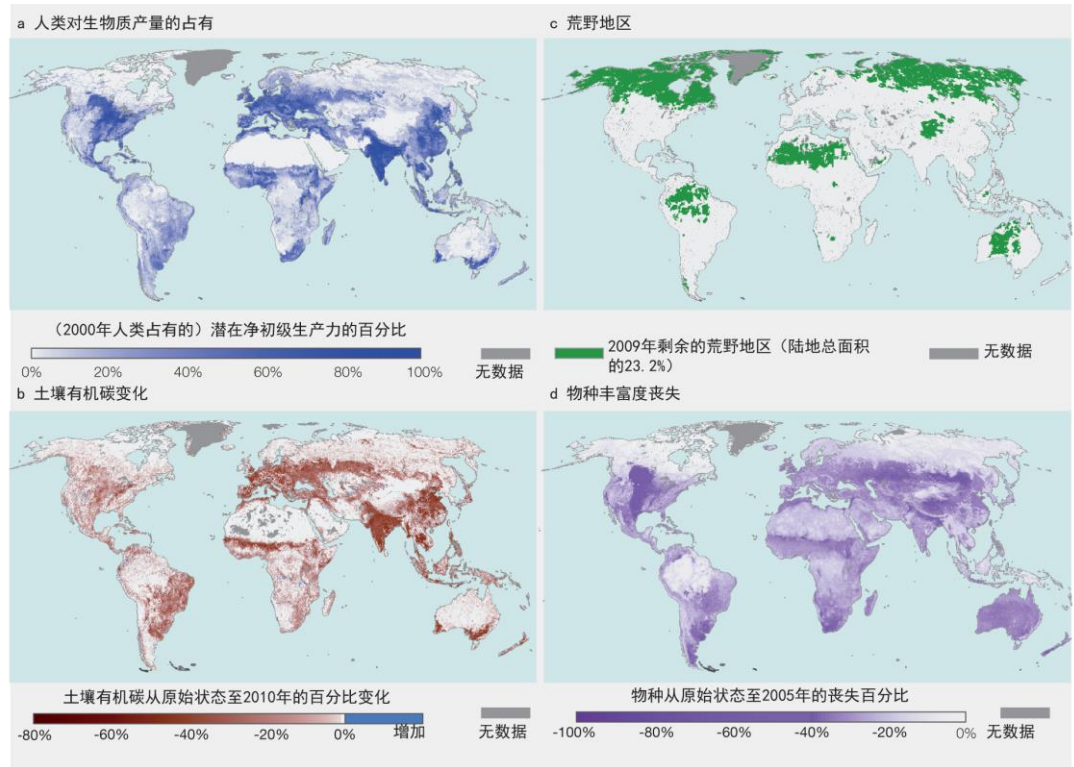 a 人类对生物质产量的占有
c 荒野地区
（2000年人类占有的）潜在净初级生产力的百分比
0% 20% 40% 60% 80% 100%
无数据
2009年剩余的荒野地区（陆地总面积
的23.2%）
无数据
b 土壤有机碳变化
d 物种丰富度丧失
土壤有机碳从原始状态至2010年的百分比变化
-80% -60% -40% -20% 0% 增加
无数据
物种从原始状态至2005年的丧失百分比
-100% -80% -60% -40% -20% 0%
无数据